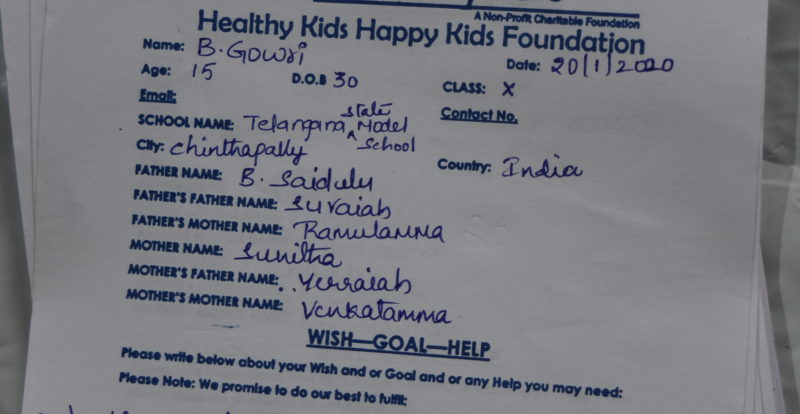 A Non-Profit Charitable Foundation
Healthy Kids Happy Kids Foundation
Name: B. Gowri Date: 20/1/2020
Age: 15 D.O.B 30 CLASS: X
Email: Contact No.
SCHOOL NAME: Telangana state Model School
City: Chinthapally Country: India
FATHER NAME: B. Saidulu
FATHER'S FATHER NAME: Suraiah
FATHER'S MOTHER NAME: Ramulamma
MOTHER NAME: Sunitha
MOTHER'S FATHER NAME: Yerraiah
MOTHER'S MOTHER NAME: Venkatamma
WISH—GOAL—HELP
Please write below about your Wish and or Goal and or any Help you may need:
Please Note: We promise to do our best to fulfil: